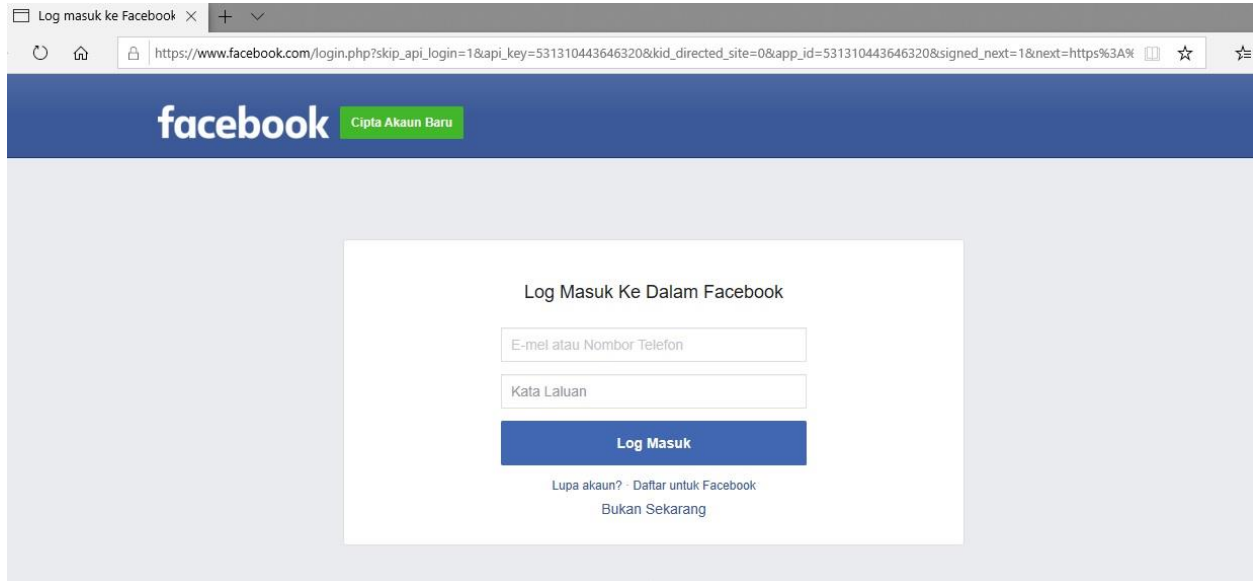 Log masuk ke Facebook
https://www.facebook.com/login.php?skip_api_login=1&api_key=531310443646320&kid_directed_site=0&app_id=531310443646320&signed_next=1&next=https%3A%
facebook Cipta Akaun Baru
Log Masuk Ke Dalam Facebook
E-mel atau Nombor Telefon
Kata Laluan
Log Masuk
Lupa akaun? · Daftar untuk Facebook
Bukan Sekarang